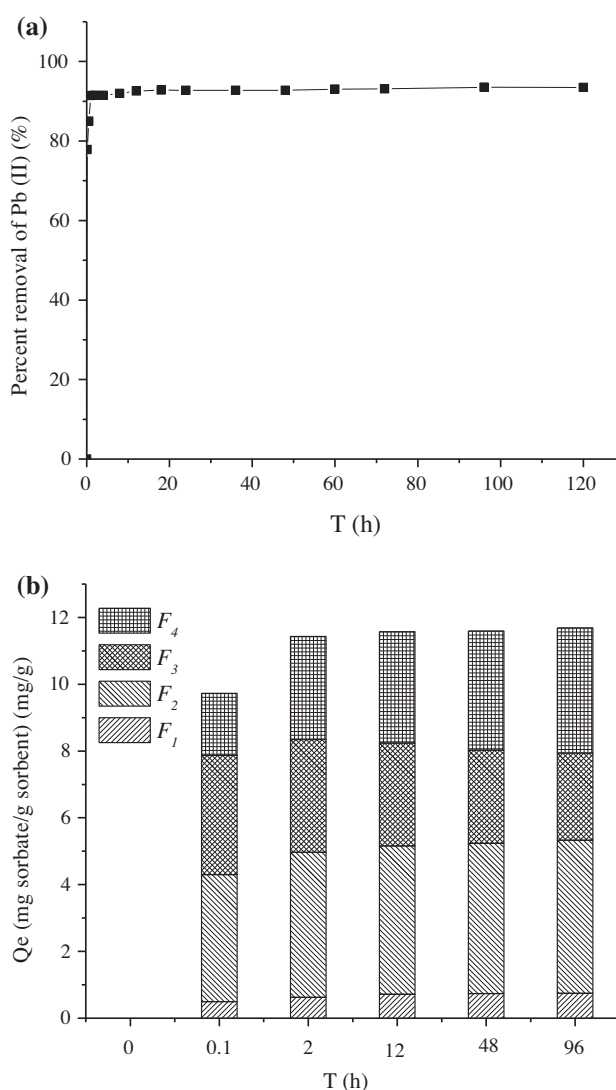 (a)
100
80
60
40
20
0
Percent removal of Pb (II) (%)
0 20 40 60 80 100 120
T (h)
(b)
12
10
8
6
4
2
0
Qe (mg sorbate/g sorbent) (mg/g)
F4
F3
F2
F1
0 0.1 2 12 48 96
T (h)